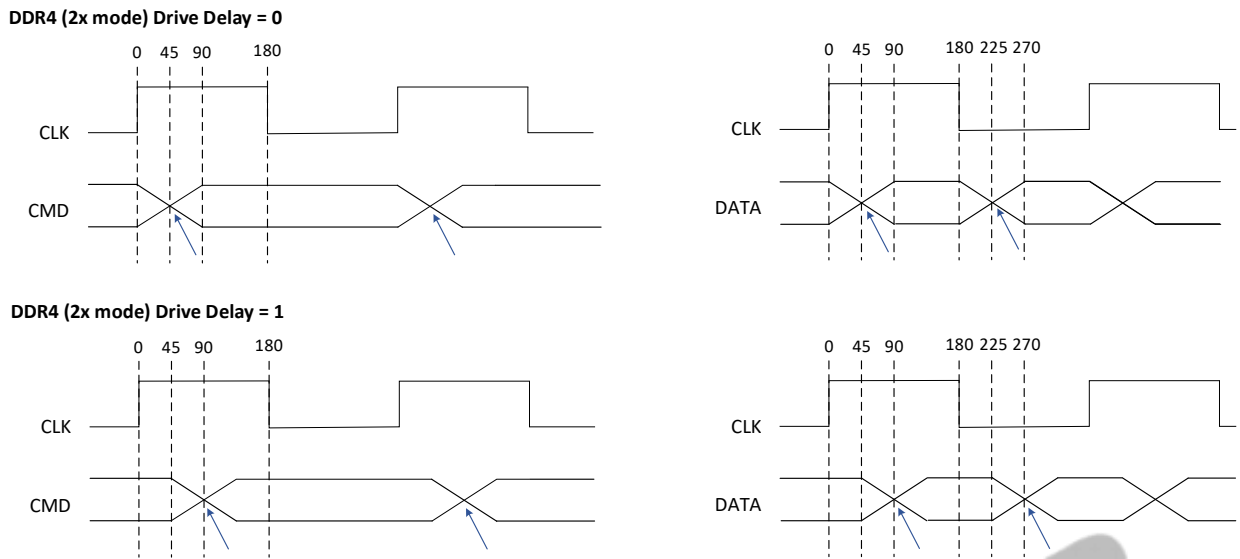 DDR4 (2x mode) Drive Delay = 0
0 45 90 180
CLK
CMD
0 45 90 180 225 270
CLK
DATA
DDR4 (2x mode) Drive Delay = 1
0 45 90 180
CLK
CMD
0 45 90 180 225 270
CLK
DATA